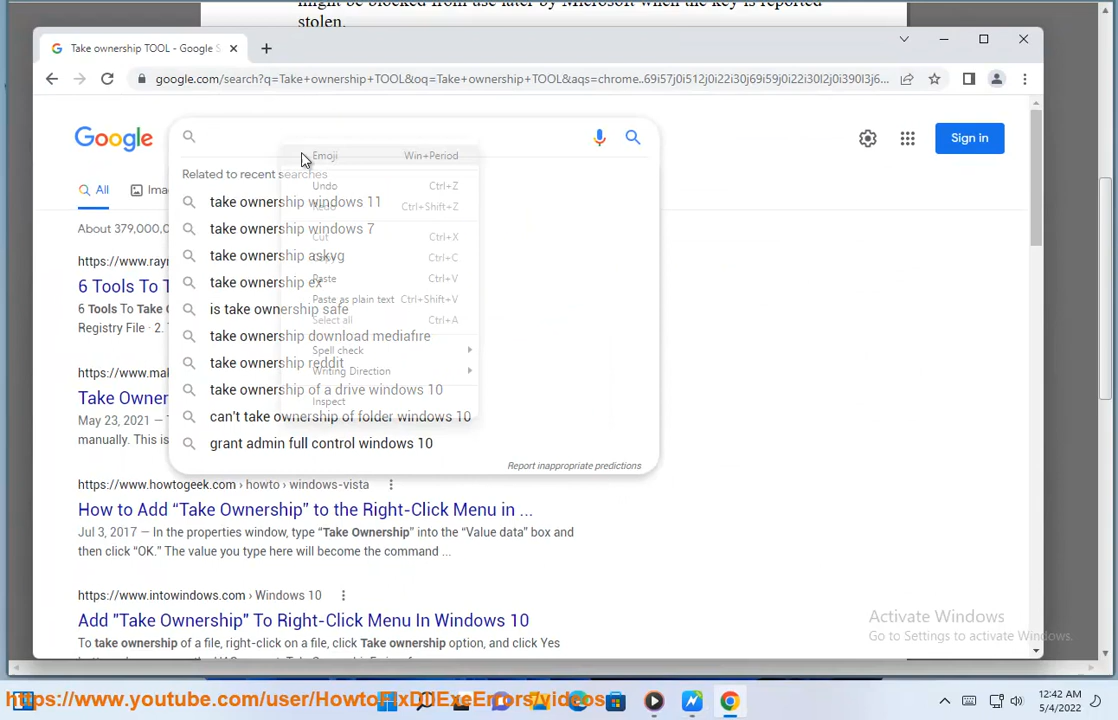 might be blocked from use later by Microsoft when the key is reported
stolen.
Take ownership TOOL - Google S
google.com/search?q=Take+ownership+TOOL&oq=Take+ownership+TOOL&aqs=chrome..69i57j0i512j0i22i30j69i59j0i22i30l2j0i390l3j6...
Google
Sign in
Emoji Win+Period
Related to recent searches
All
Ima
Undo Ctrl+Z
take ownership windows 11
Redo Ctrl+Shift+Z
About 379,000,
take ownership windows 7
Cut Ctrl+X
https://www.rayn
take ownership askvg
Copy Ctrl+C
6 Tools To T
take ownership ex
Paste Ctrl+V
6 Tools To Take
is take ownership safe
Paste as plain text Ctrl+Shift+V
Select all Ctrl+A
Registry File · 2.
take ownership download mediafire
Spell check
take ownership reddit
Writing Direction
https://www.mak
take ownership of a drive windows 10
Take Owner
Inspect
May 23, 2021 —
can't take ownership of folder windows 10
manually. This is
grant admin full control windows 10
Report inappropriate predictions
https://www.howtogeek.com › howto › windows-vista
How to Add “Take Ownership” to the Right-Click Menu in ...
Jul 3, 2017 — In the properties window, type “Take Ownership” into the “Value data” box and
then click “OK.” The value you type here will become the command ...
https://www.intowindows.com › Windows 10
Add "Take Ownership" To Right-Click Menu In Windows 10
To take ownership of a file, right-click on a file, click Take ownership option, and click Yes
Activate Windows
Go to Settings to activate Windows.
https://www.youtube.com/user/HowtoFixDllExeErrors/videos
12:42 AM
5/4/2022